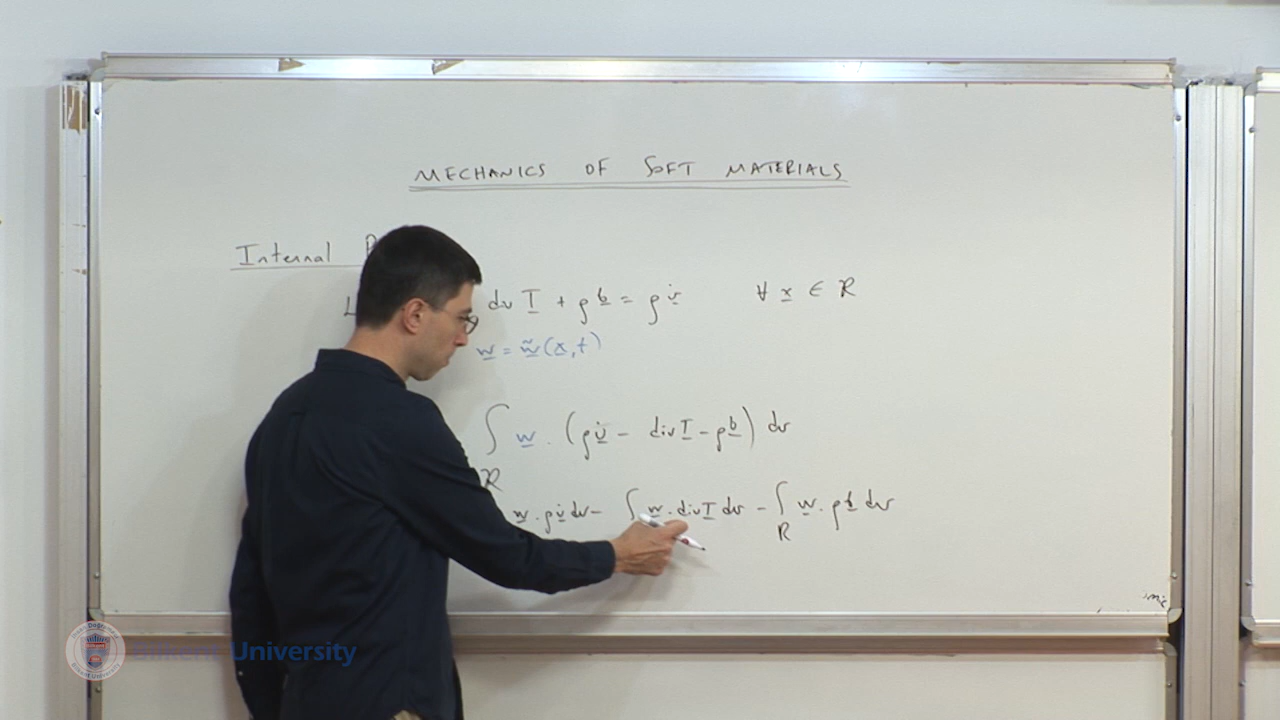 MECHANICS OF SOFT MATERIALS
Internal
div T + ρb = ρv̇ ∀ x ∈ R
w = w̃(x,t)
∫R w · (ρv̇ - div T - ρb) dv
w · ρv̇ dv - ∫ w · div T dv - ∫R w · ρb dv
Bilkent University